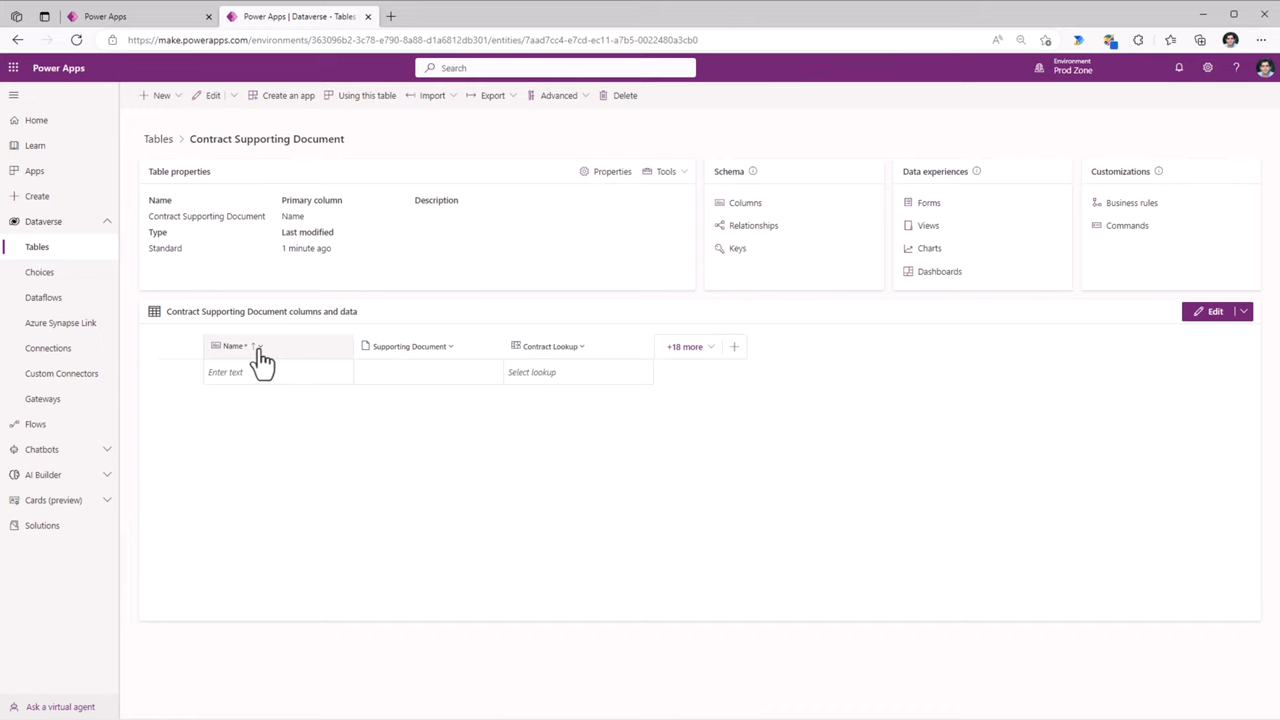 Power Apps
Power Apps | Dataverse - Tables
https://make.powerapps.com/environments/363096b2-3c78-e790-8a88-d1a6812db301/entities/7aad7cc4-e7cd-ec11-a7b5-0022480a3cb0
Power Apps
Search
Environment
Prod Zone
New
Edit
Create an app
Using this table
Import
Export
Advanced
Delete
Home
Learn
Apps
Create
Dataverse
Tables
Choices
Dataflows
Azure Synapse Link
Connections
Custom Connectors
Gateways
Flows
Chatbots
AI Builder
Cards (preview)
Solutions
Ask a virtual agent
Tables > Contract Supporting Document
Table properties
Properties
Tools
Name
Primary column
Description
Contract Supporting Document
Name
Type
Last modified
Standard
1 minute ago
Schema
Columns
Relationships
Keys
Data experiences
Forms
Views
Charts
Dashboards
Customizations
Business rules
Commands
Contract Supporting Document columns and data
Edit
Name *
Supporting Document
Contract Lookup
+18 more
Enter text
Select lookup